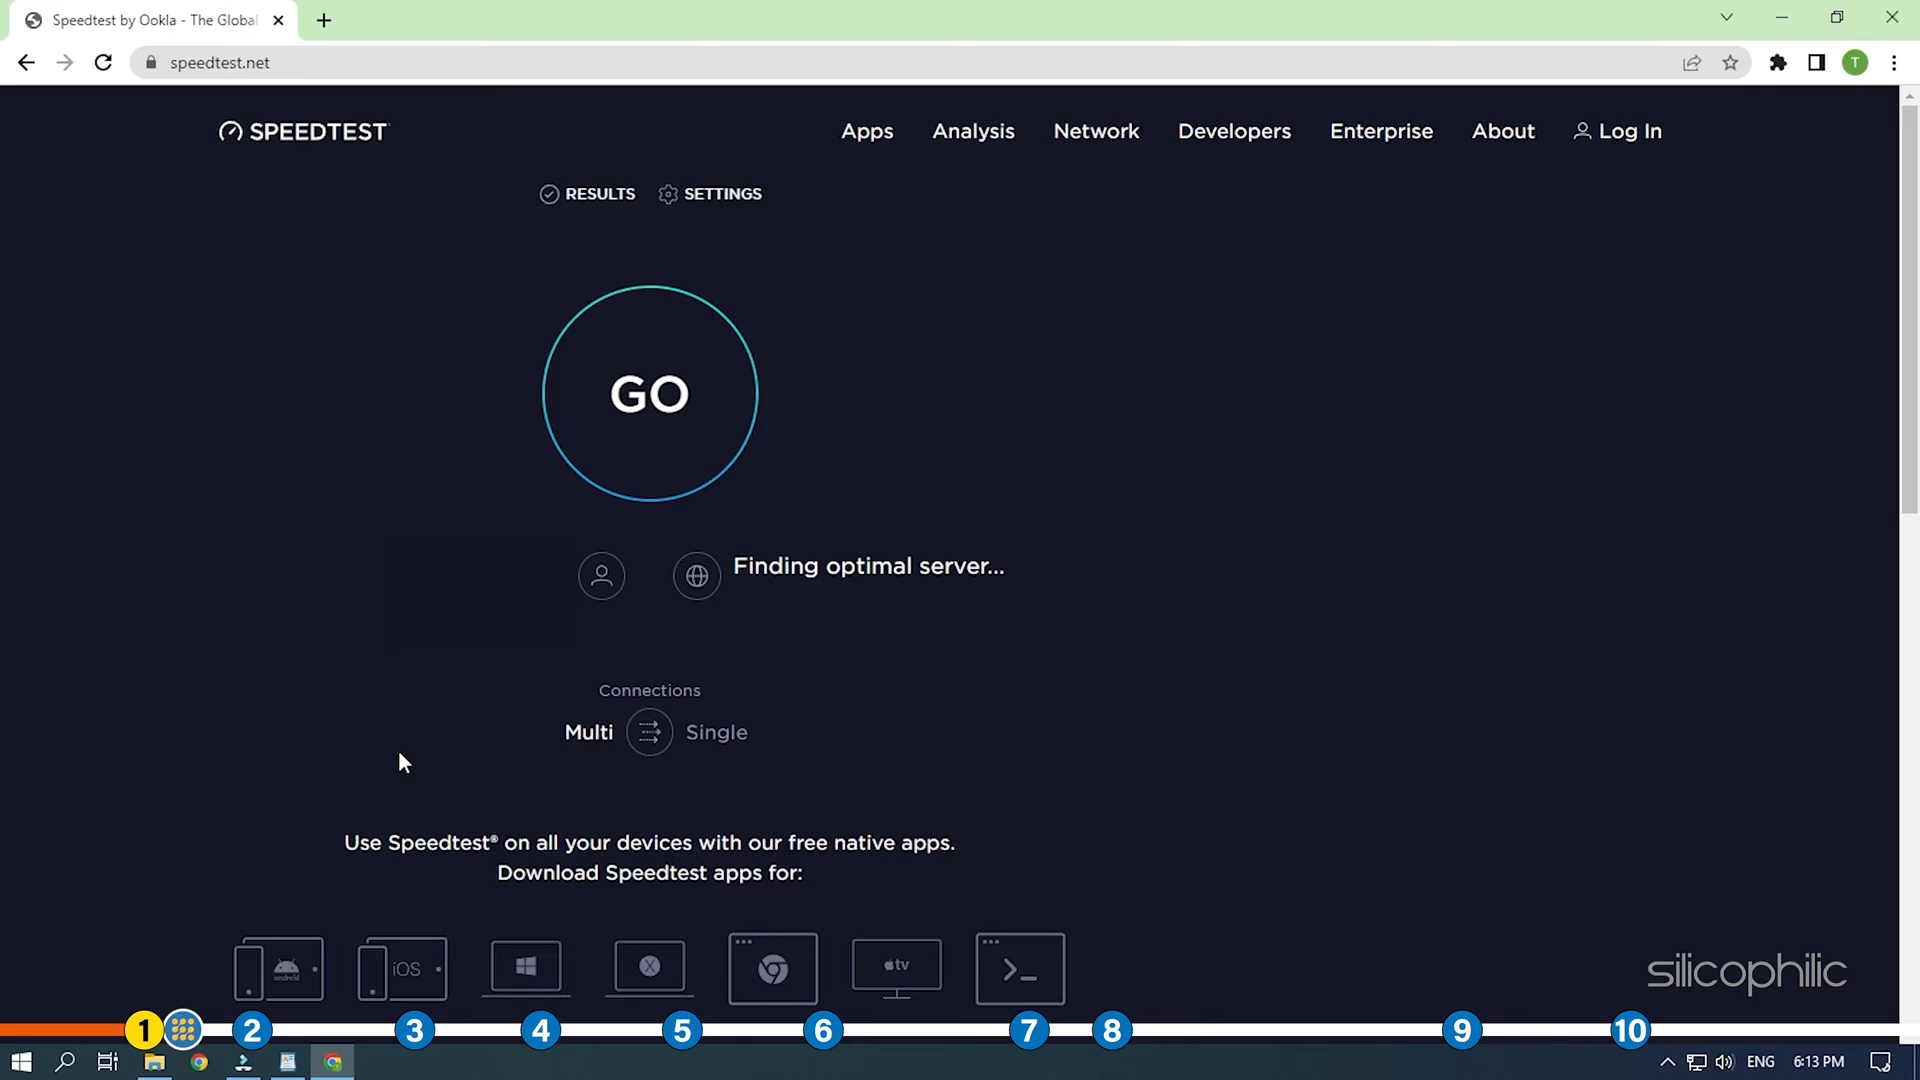 Speedtest by Ookla - The Global
speedtest.net
T
SPEEDTEST
Apps
Analysis
Network
Developers
Enterprise
About
Log In
RESULTS
SETTINGS
GO
Finding optimal server...
Connections
Multi
Single
Use Speedtest® on all your devices with our free native apps.
Download Speedtest apps for:
android
iOS
X
tv
silicophilic
1
2
3
4
5
6
7
8
9
10
ENG
6:13 PM